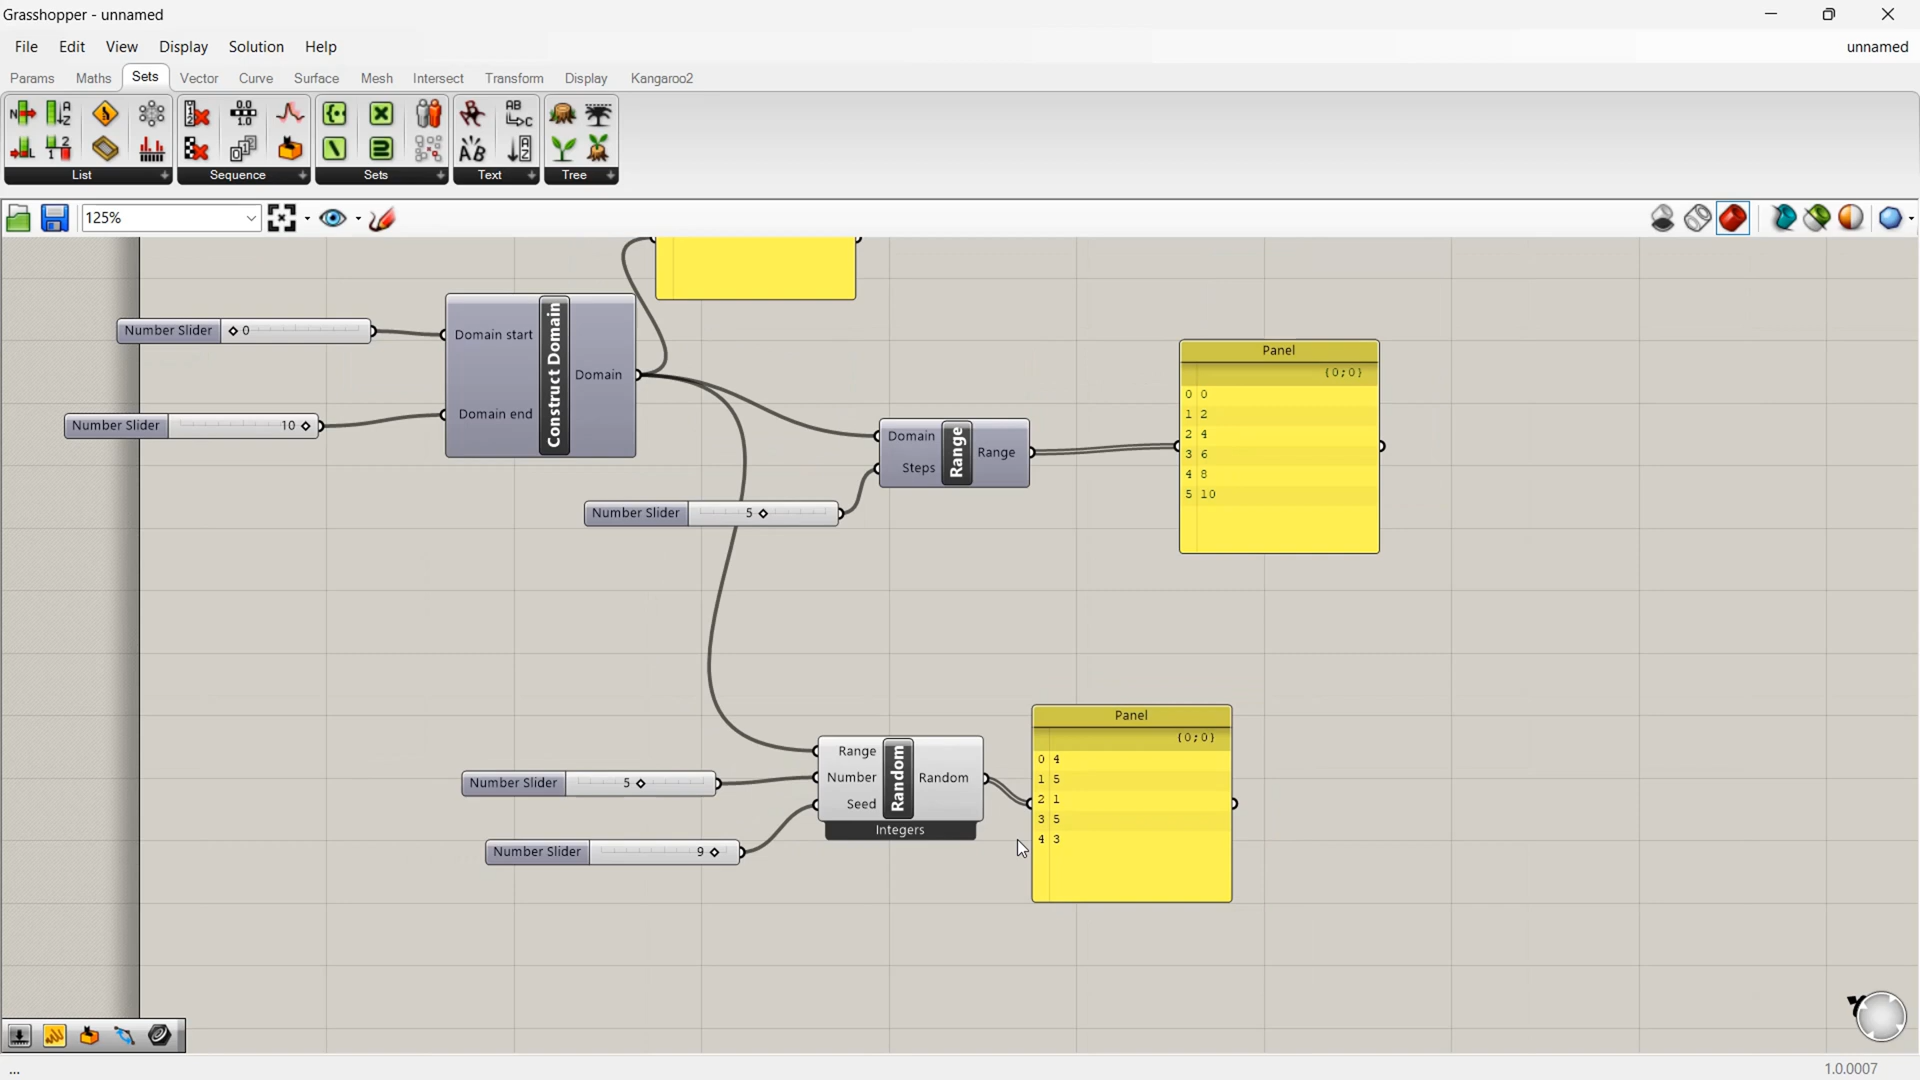 Grasshopper - unnamed
File Edit View Display Solution Help
unnamed
Params Maths Sets Vector Curve Surface Mesh Intersect Transform Display Kangaroo2
List Sequence Sets Text Tree
125%
Number Slider 0
Domain start
Construct Domain
Domain
Domain end
Number Slider 10
Panel
{0;0}
0 0
1 2
2 4
3 6
4 8
5 10
Domain
Steps
Range
Range
Number Slider 5
Range
Number
Seed
Random
Random
Integers
Number Slider 5
Number Slider 9
Panel
{0;0}
0 4
1 5
2 1
3 5
4 3
...
1.0.0007